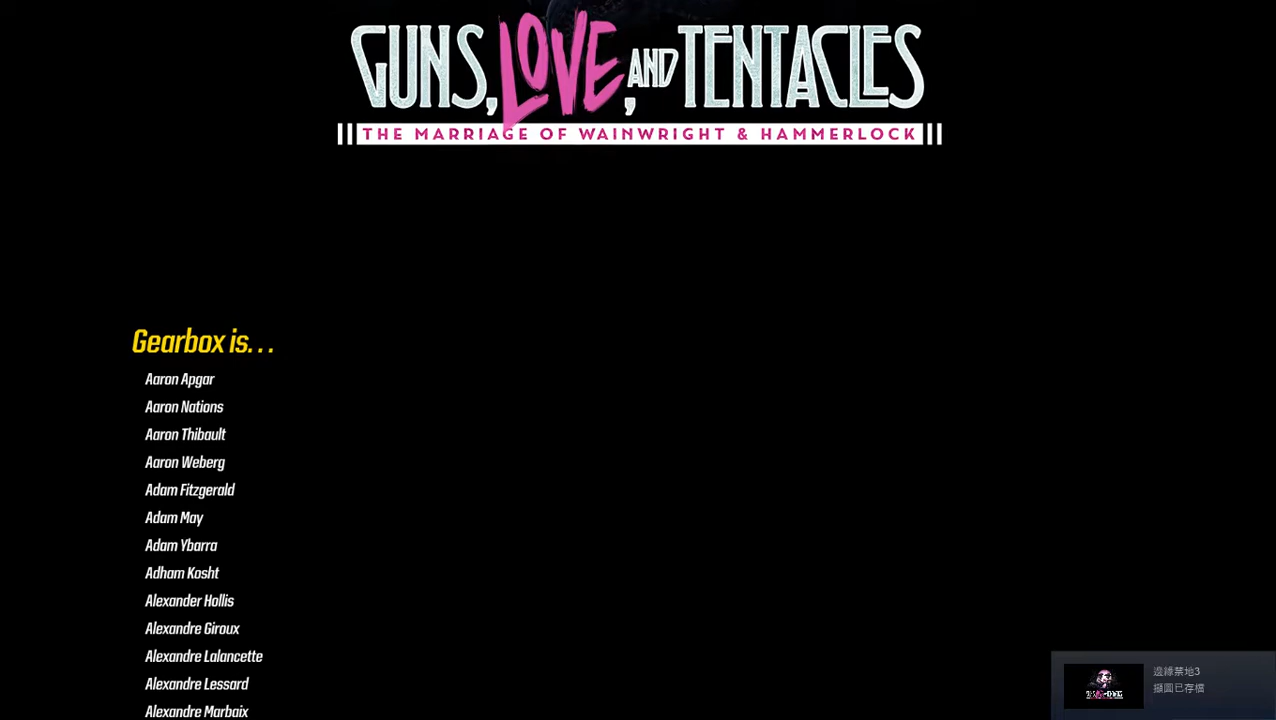 GUNS, LOVE, AND TENTACLES
THE MARRIAGE OF WAINWRIGHT & HAMMERLOCK
Gearbox is. . .
Aaron Apgar
Aaron Nations
Aaron Thibault
Aaron Weberg
Adam Fitzgerald
Adam May
Adam Ybarra
Adham Kosht
Alexander Hollis
Alexandre Giroux
Alexandre Lalancette
Alexandre Lessard
Alexandre Marbaix
邊緣禁地3
擷圖已存檔